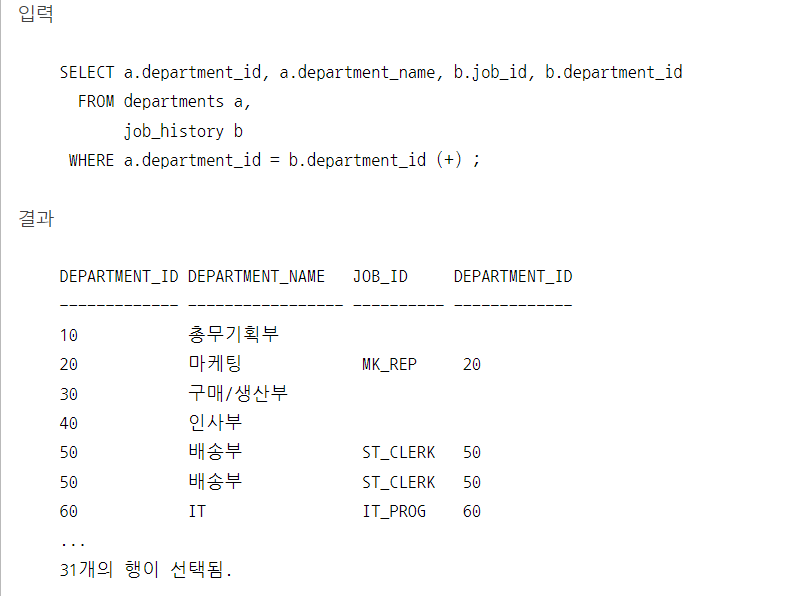 입력
SELECT a.department_id, a.department_name, b.job_id, b.department_id
FROM departments a,
job_history b
WHERE a.department_id = b.department_id (+) ;
결과
DEPARTMENT_ID DEPARTMENT_NAME JOB_ID DEPARTMENT_ID
------------- ----------------- ---------- -------------
10 총무기획부
20 마케팅 MK_REP 20
30 구매/생산부
40 인사부
50 배송부 ST_CLERK 50
50 배송부 ST_CLERK 50
60 IT IT_PROG 60
...
31개의 행이 선택됨.